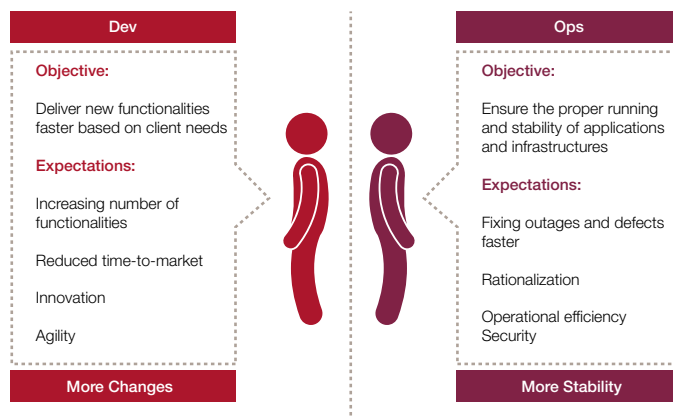 Dev
Objective:
Deliver new functionalities
faster based on client needs
Expectations:
Increasing number of
functionalities
Reduced time-to-market
Innovation
Agility
More Changes
Ops
Objective:
Ensure the proper running
and stability of applications
and infrastructures
Expectations:
Fixing outages and defects
faster
Rationalization
Operational efficiency
Security
More Stability